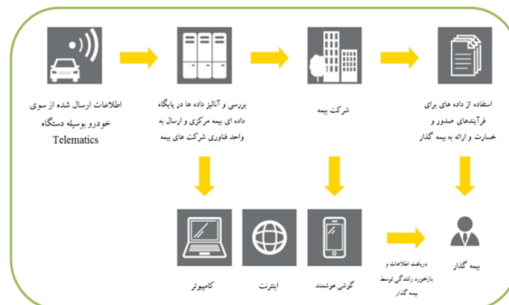 اطلاعات ارسال شده از سوی
خودرو بوسیله دستگاه
Telematics
بررسی و آنالیز داده ها در پایگاه
داده ای بیمه مرکزی و ارسال به
واحد فناوری شرکت های بیمه
شرکت بیمه
استفاده از داده های برای
فرآیندهای صدور و
خسارت و ارائه به بیمه گذار
کامپیوتر
اینترنت
گوشی هوشمند
دریافت اطلاعات و
بازخورد رانندگی توسط
بیمه گذار
بیمه گذار